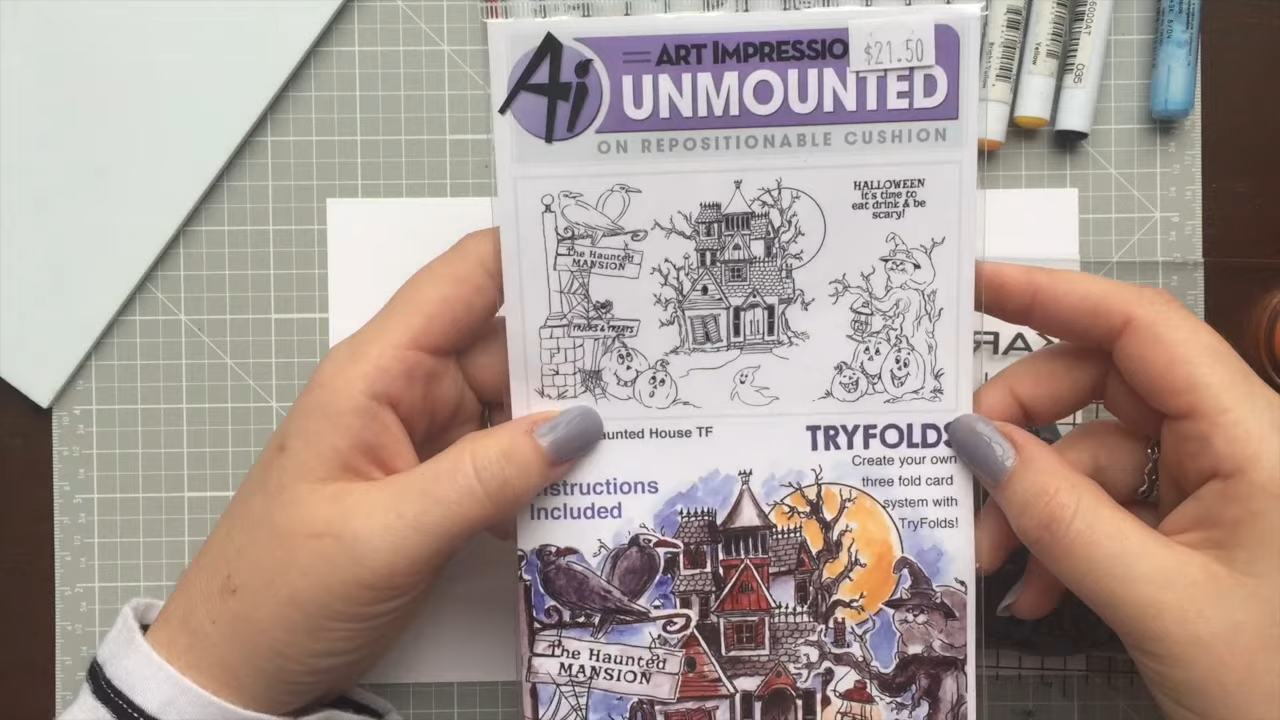 Ai ART IMPRESSIO
$21.50
UNMOUNTED
ON REPOSITIONABLE CUSHION
HALLOWEEN
it's time to
eat drink & be
scary!
The Haunted
MANSION
TRICKS & TREATS
aunted House TF
TRYFOLDS
Create your own
three fold card
system with
TryFolds!
nstructions
Included
The Haunted
MANSION
Yellow
6000AT
035
KAR